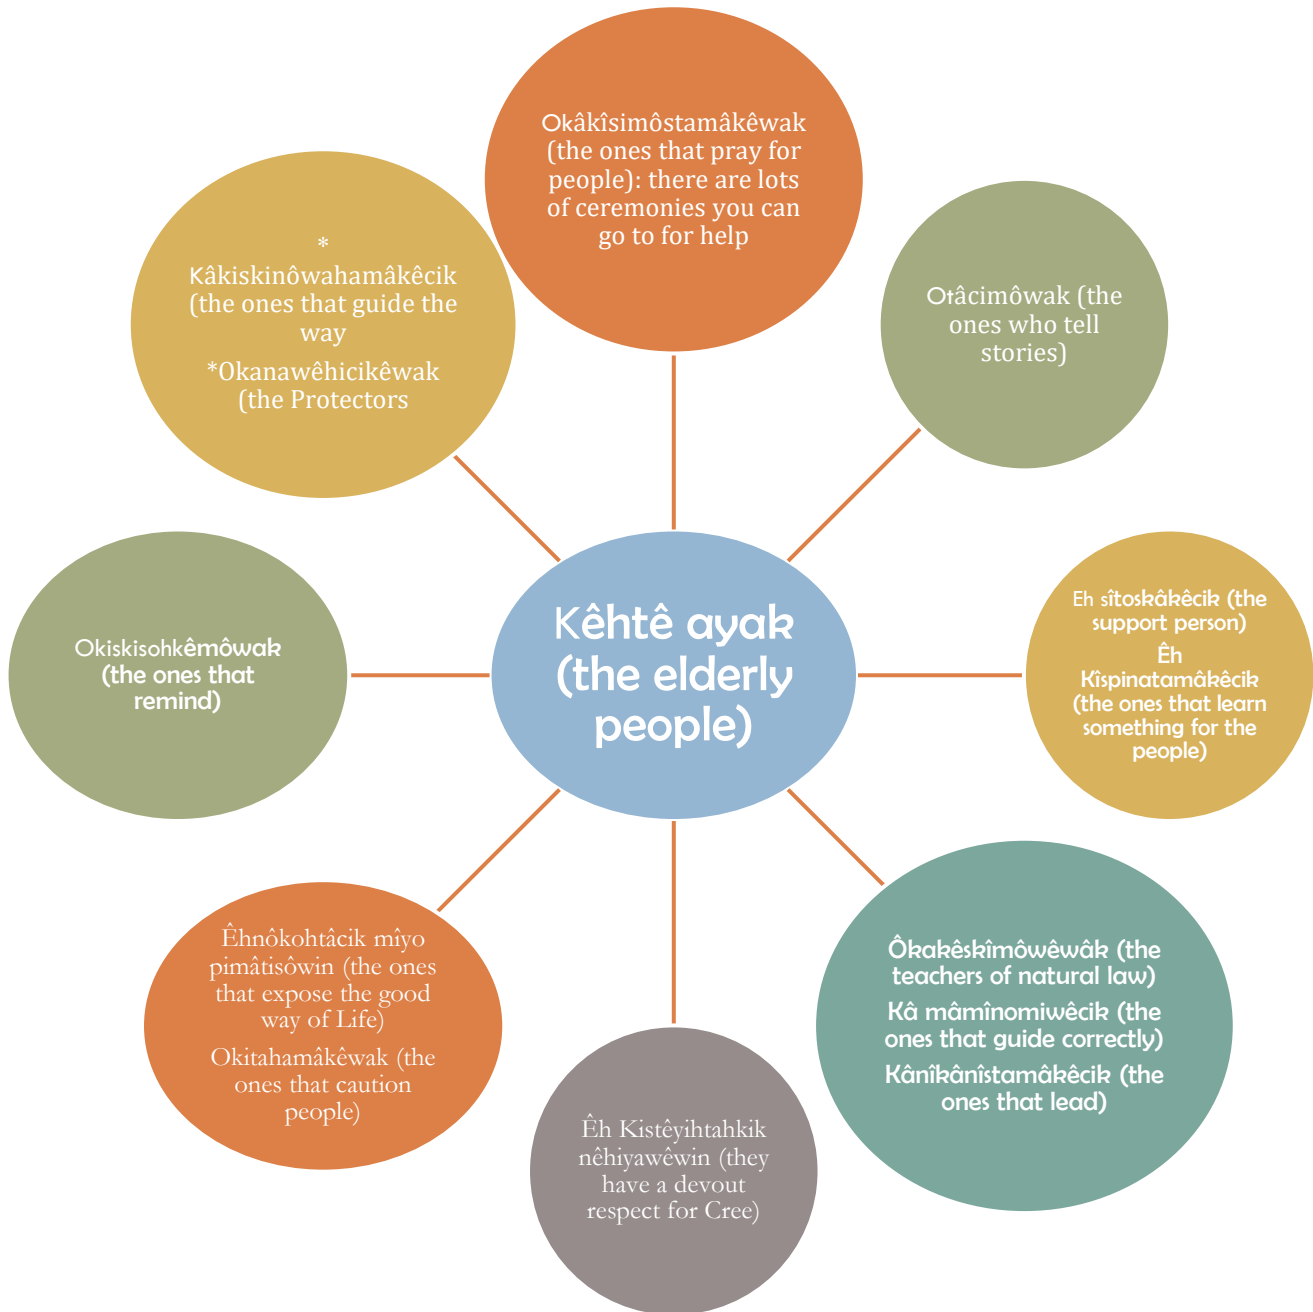 Okâkîsimôstamâkêwak
(the ones that pray for
people): there are lots
of ceremonies you can
go to for help
Otâcimôwak (the
ones who tell
stories)
Eh sîtoskâkêcik (the
support person)
Êh
Kîspinatamâkêcik
(the ones that learn
something for the
people)
Ôkakêskîmôwêwâk (the
teachers of natural law)
Kâ mâmînomiwêcik (the
ones that guide correctly)
Kânîkânîstamâkêcik (the
ones that lead)
Êh Kistêyihtahkik
nêhiyawêwin (they
have a devout
respect for Cree)
Êhnôkohtâcik mîyo
pimâtisôwin (the ones
that expose the good
way of Life)
Okitahamâkêwak (the
ones that caution
people)
Okiskisohkêmôwak
(the ones that
remind)
*
Kâkiskinôwahamâkêcik
(the ones that guide the
way
*Okanawêhicikêwak
(the Protectors
Kêhtê ayak
(the elderly
people)